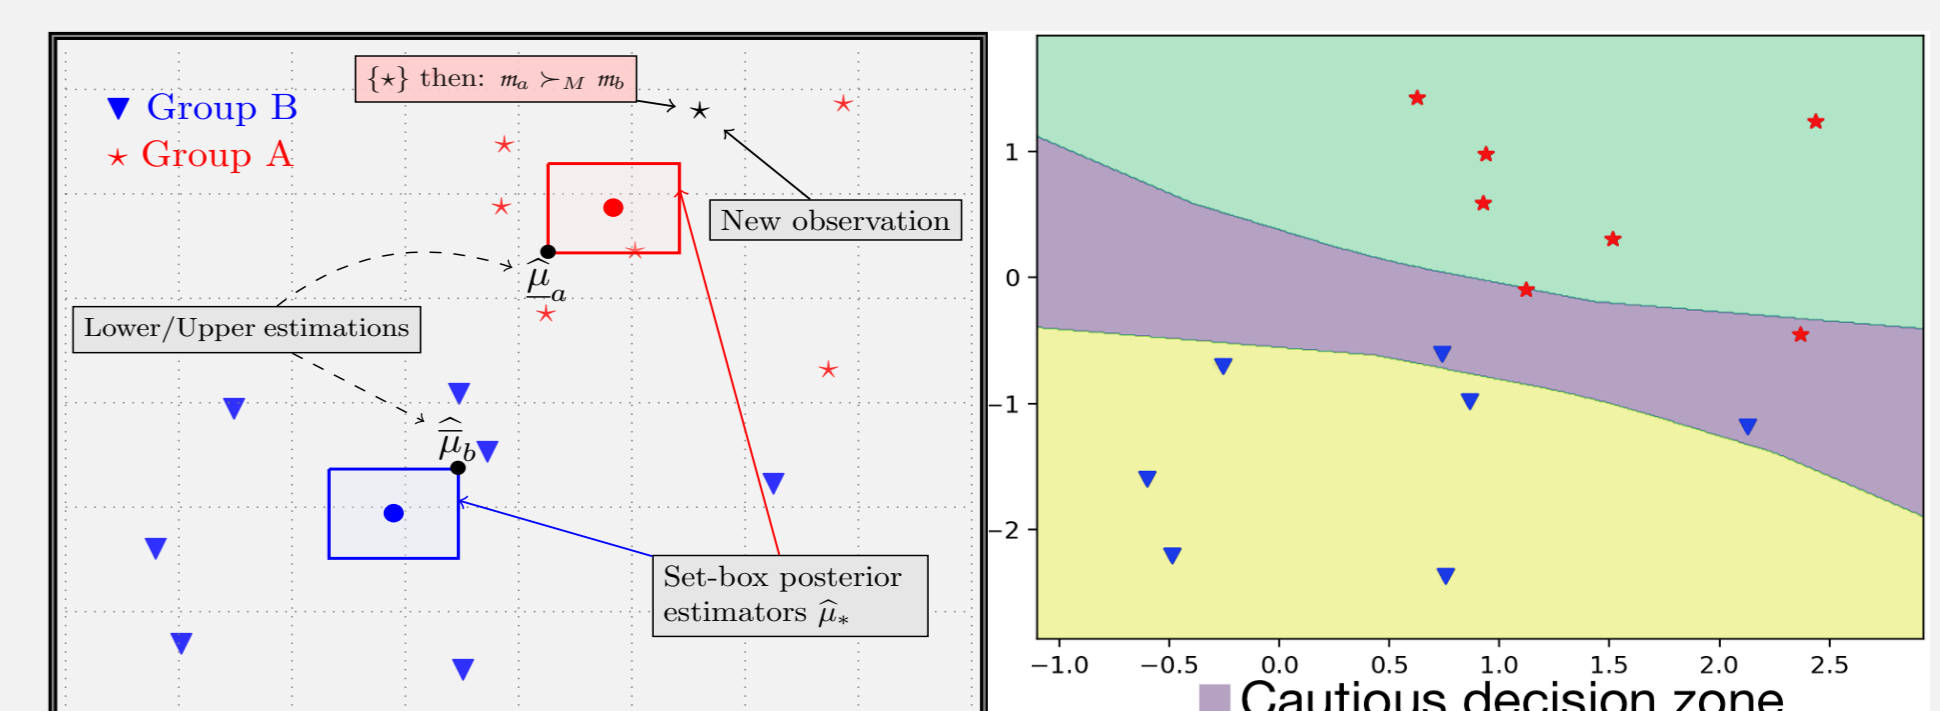 {⋆} then: m_a ≻_M m_b
▼ Group B
⋆ Group A
New observation
μ̲̂_a
Lower/Upper estimations
μ̅̂_b
Set-box posterior
estimators μ̂_*
1
0
−1
−2
−1.0 −0.5 0.0 0.5 1.0 1.5 2.0 2.5
Cautious decision zone